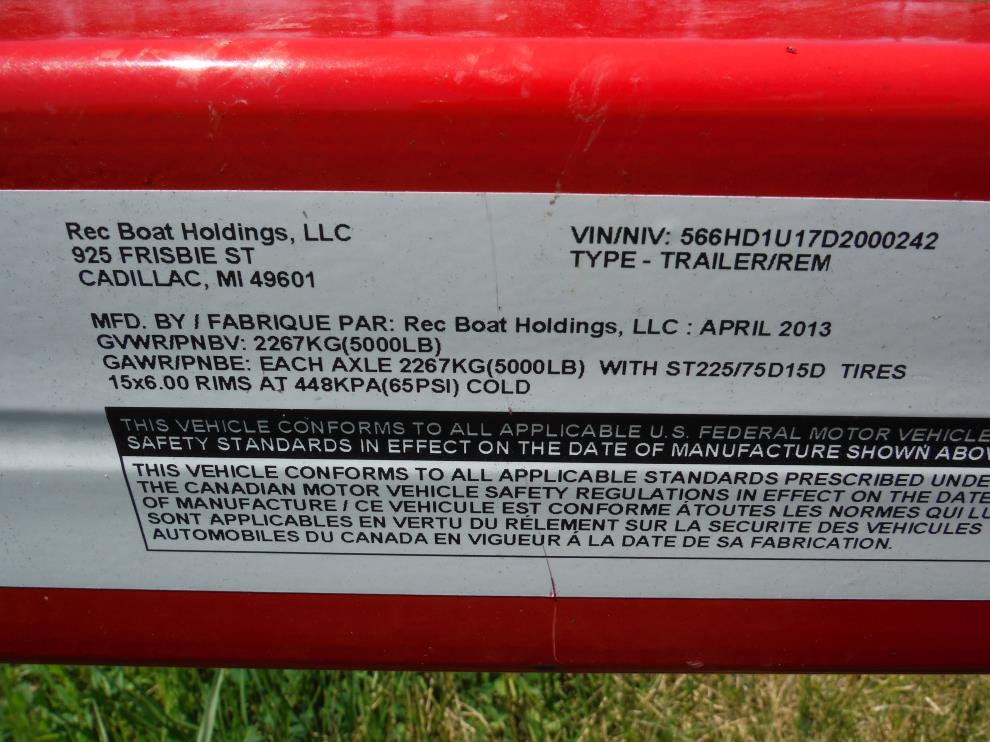 Rec Boat Holdings, LLC
925 FRISBIE ST
CADILLAC, MI 49601
VIN/NIV: 566HD1U17D2000242
TYPE - TRAILER/REM
MFD. BY / FABRIQUE PAR: Rec Boat Holdings, LLC : APRIL 2013
GVWR/PNBV: 2267KG(5000LB)
GAWR/PNBE: EACH AXLE 2267KG(5000LB) WITH ST225/75D15D TIRES
15x6.00 RIMS AT 448KPA(65PSI) COLD
THIS VEHICLE CONFORMS TO ALL APPLICABLE U.S. FEDERAL MOTOR VEHICLE
SAFETY STANDARDS IN EFFECT ON THE DATE OF MANUFACTURE SHOWN
THIS VEHICLE CONFORMS TO ALL APPLICABLE STANDARDS PRESCRIBED
THE CANADIAN MOTOR VEHICLE SAFETY REGULATIONS IN EFFECT ON THE DATE
OF MANUFACTURE / CE VEHICULE EST CONFORME ÁTOUTES LES NORMES QUI
SONT APPLICABLES EN VERTU DU RÉLEMENT SUR LA SECURITE DES VEHICULES
AUTOMOBILES DU CANADA EN VIGUEUR Á LA DATE DE SA FABRICATION.